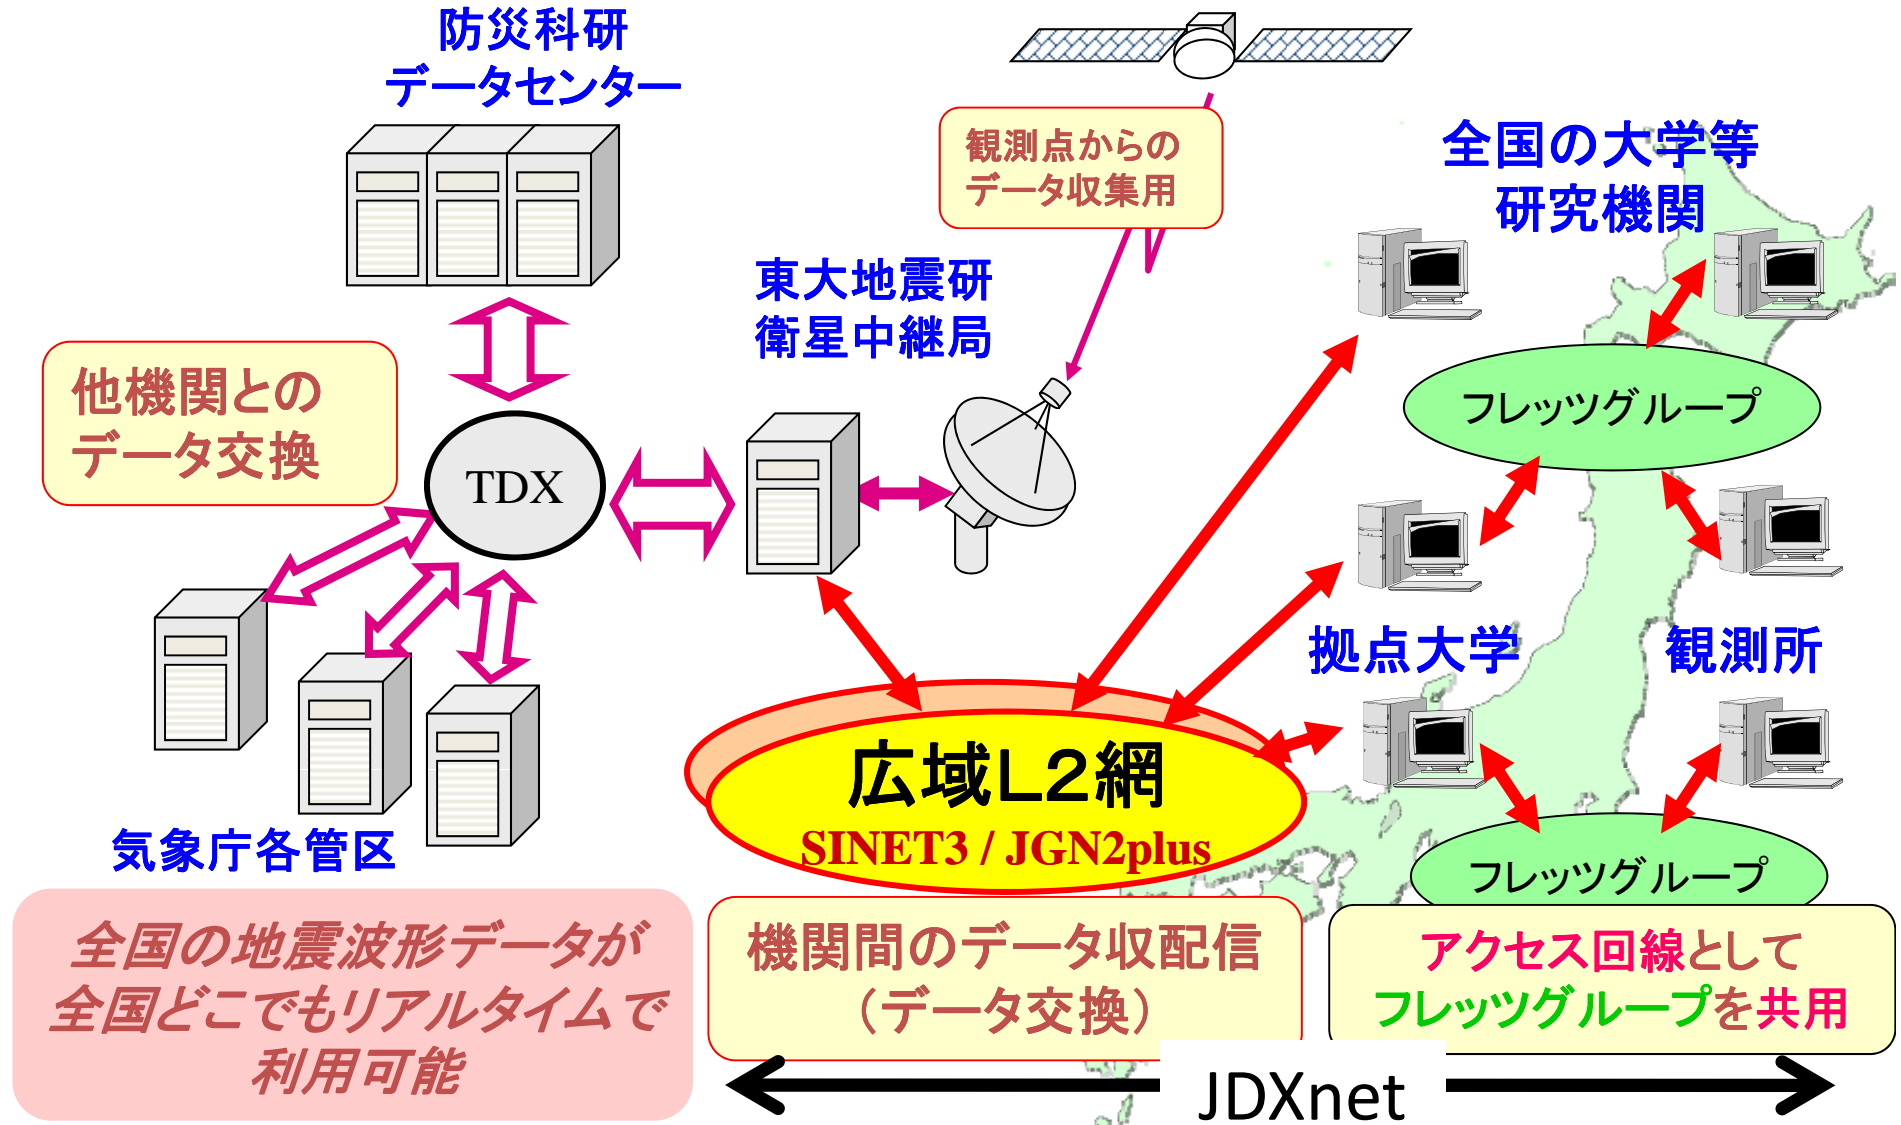 防災科研
データセンター
観測点からの
データ収集用
全国の大学等
研究機関
東大地震研
衛星中継局
他機関との
データ交換
フレッツグループ
TDX
拠点大学
観測所
広域L2網
SINET3 / JGN2plus
気象庁各管区
フレッツグループ
全国の地震波形データが
全国どこでもリアルタイムで
利用可能
機関間のデータ収配信
（データ交換）
アクセス回線として
フレッツグループを共用
JDXnet